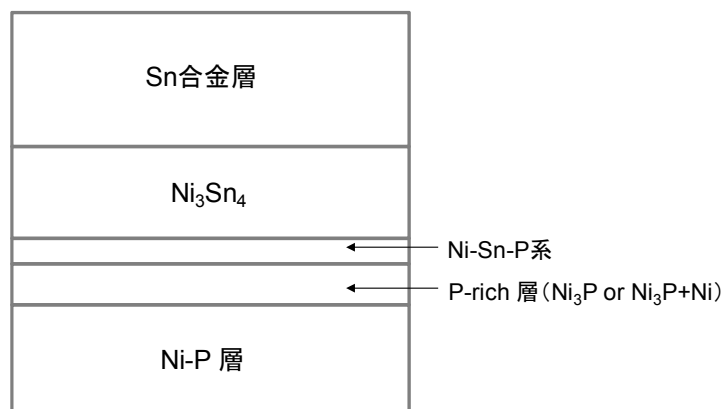 Sn合金層
Ni₃Sn₄
Ni-Sn-P系
P-rich 層(Ni₃P or Ni₃P+Ni)
Ni-P 層